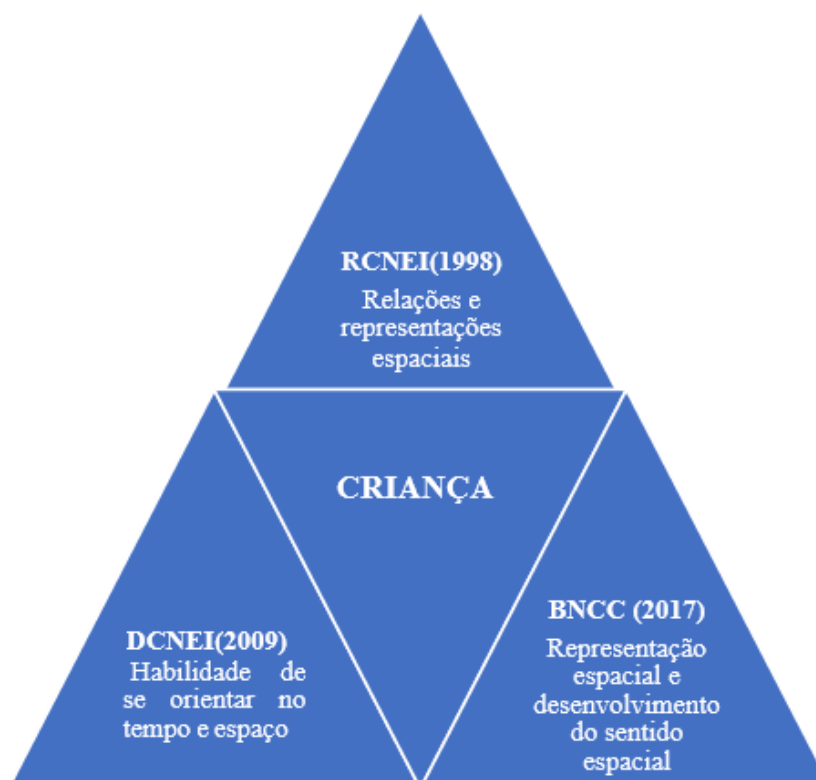 RCNEI(1998)
Relações e
representações
espaciais
CRIANÇA
DCNEI(2009)
Habilidade de
se orientar no
tempo e espaço
BNCC (2017)
Representação
espacial e
desenvolvimento
do sentido
espacial